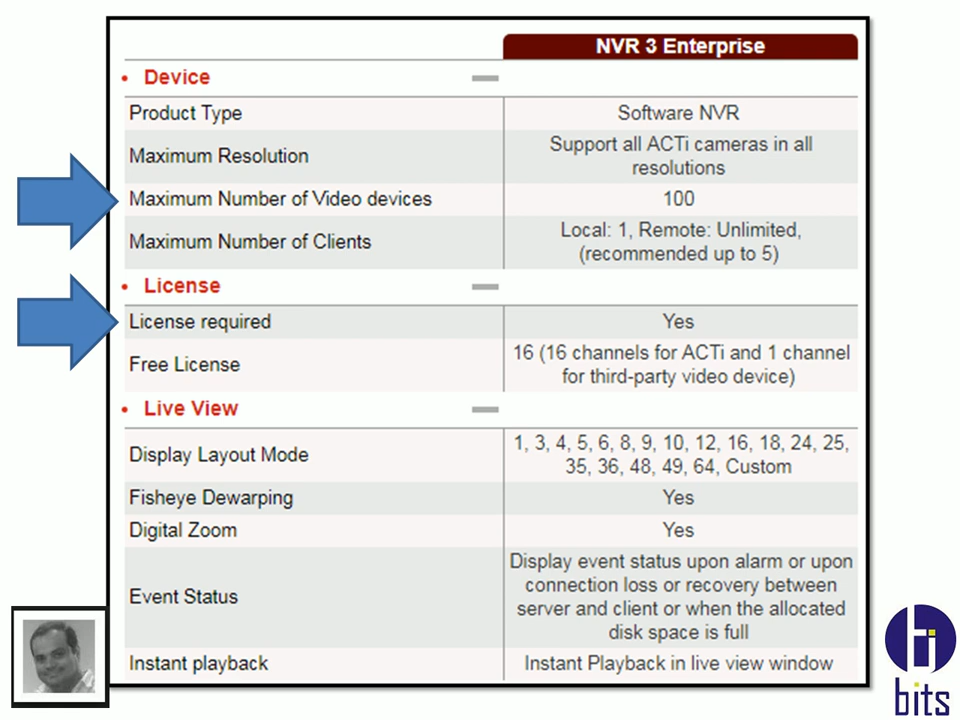 NVR 3 Enterprise
• Device
Product Type
Software NVR
Maximum Resolution
Support all ACTi cameras in all
resolutions
Maximum Number of Video devices
100
Maximum Number of Clients
Local: 1, Remote: Unlimited,
(recommended up to 5)
• License
License required
Yes
Free License
16 (16 channels for ACTi and 1 channel
for third-party video device)
• Live View
Display Layout Mode
1, 3, 4, 5, 6, 8, 9, 10, 12, 16, 18, 24, 25,
35, 36, 48, 49, 64, Custom
Fisheye Dewarping
Yes
Digital Zoom
Yes
Event Status
Display event status upon alarm or upon
connection loss or recovery between
server and client or when the allocated
disk space is full
Instant playback
Instant Playback in live view window
bits